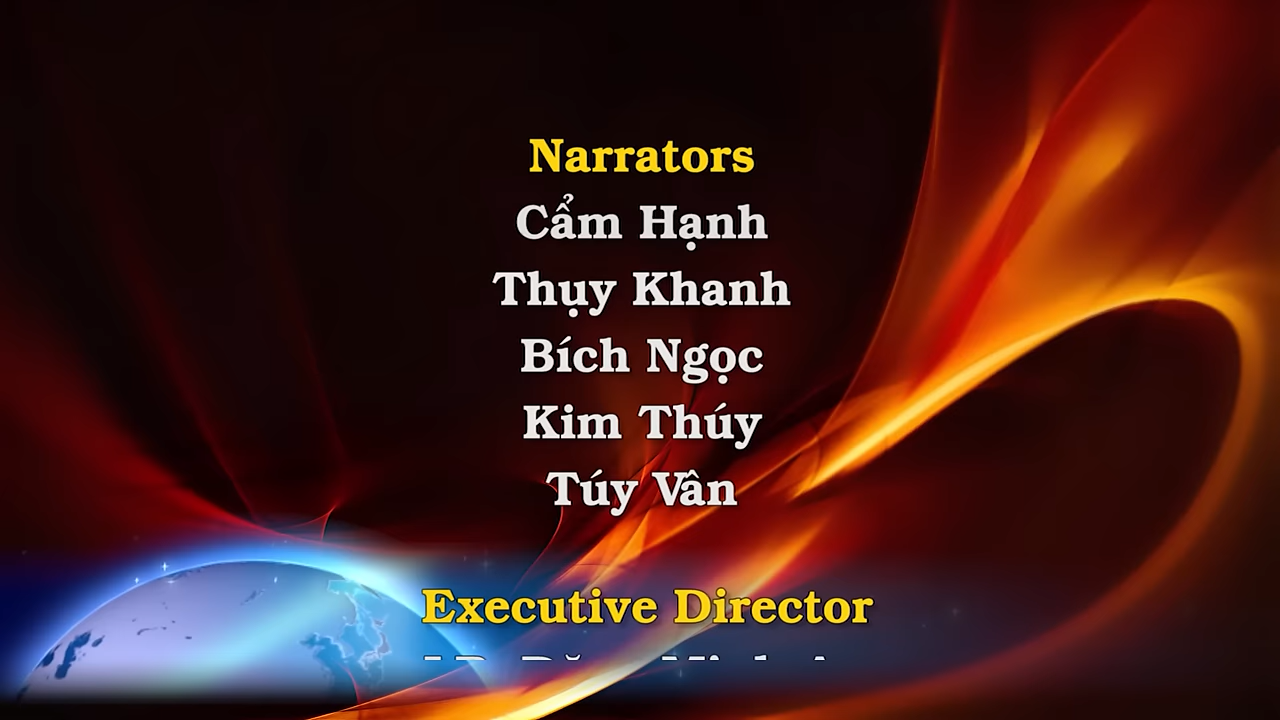 Narrators
Cẩm Hạnh
Thụy Khanh
Bích Ngọc
Kim Thúy
Túy Vân
Executive Director